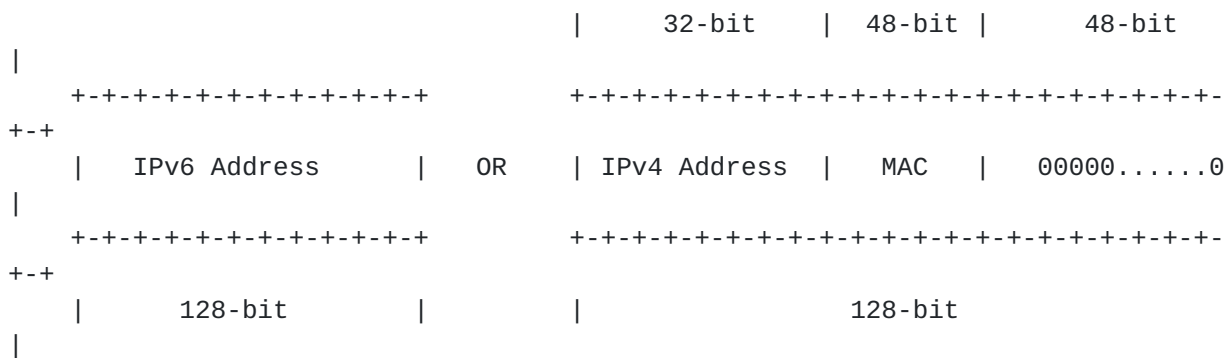 |     32-bit    | 48-bit |      48-bit
|
    +-+-+-+-+-+-+-+-+-+-+-+         +-+-+-+-+-+-+-+-+-+-+-+-+-+-+-+-+-+-+-+-+-+-
+-+
    |   IPv6 Address      |   OR    | IPv4 Address  |   MAC   |   00000......0
|
    +-+-+-+-+-+-+-+-+-+-+-+         +-+-+-+-+-+-+-+-+-+-+-+-+-+-+-+-+-+-+-+-+-+-
+-+
    |      128-bit        |         |                 128-bit
|